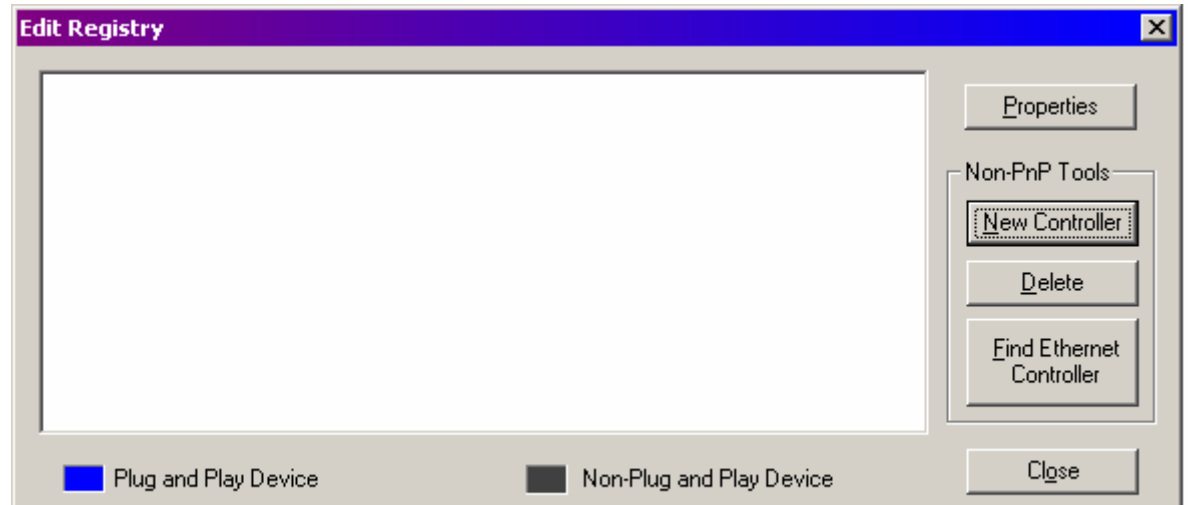 Edit Registry
Properties
Non-PnP Tools
New Controller
Delete
Find Ethernet
Controller
Plug and Play Device
Non-Plug and Play Device
Close